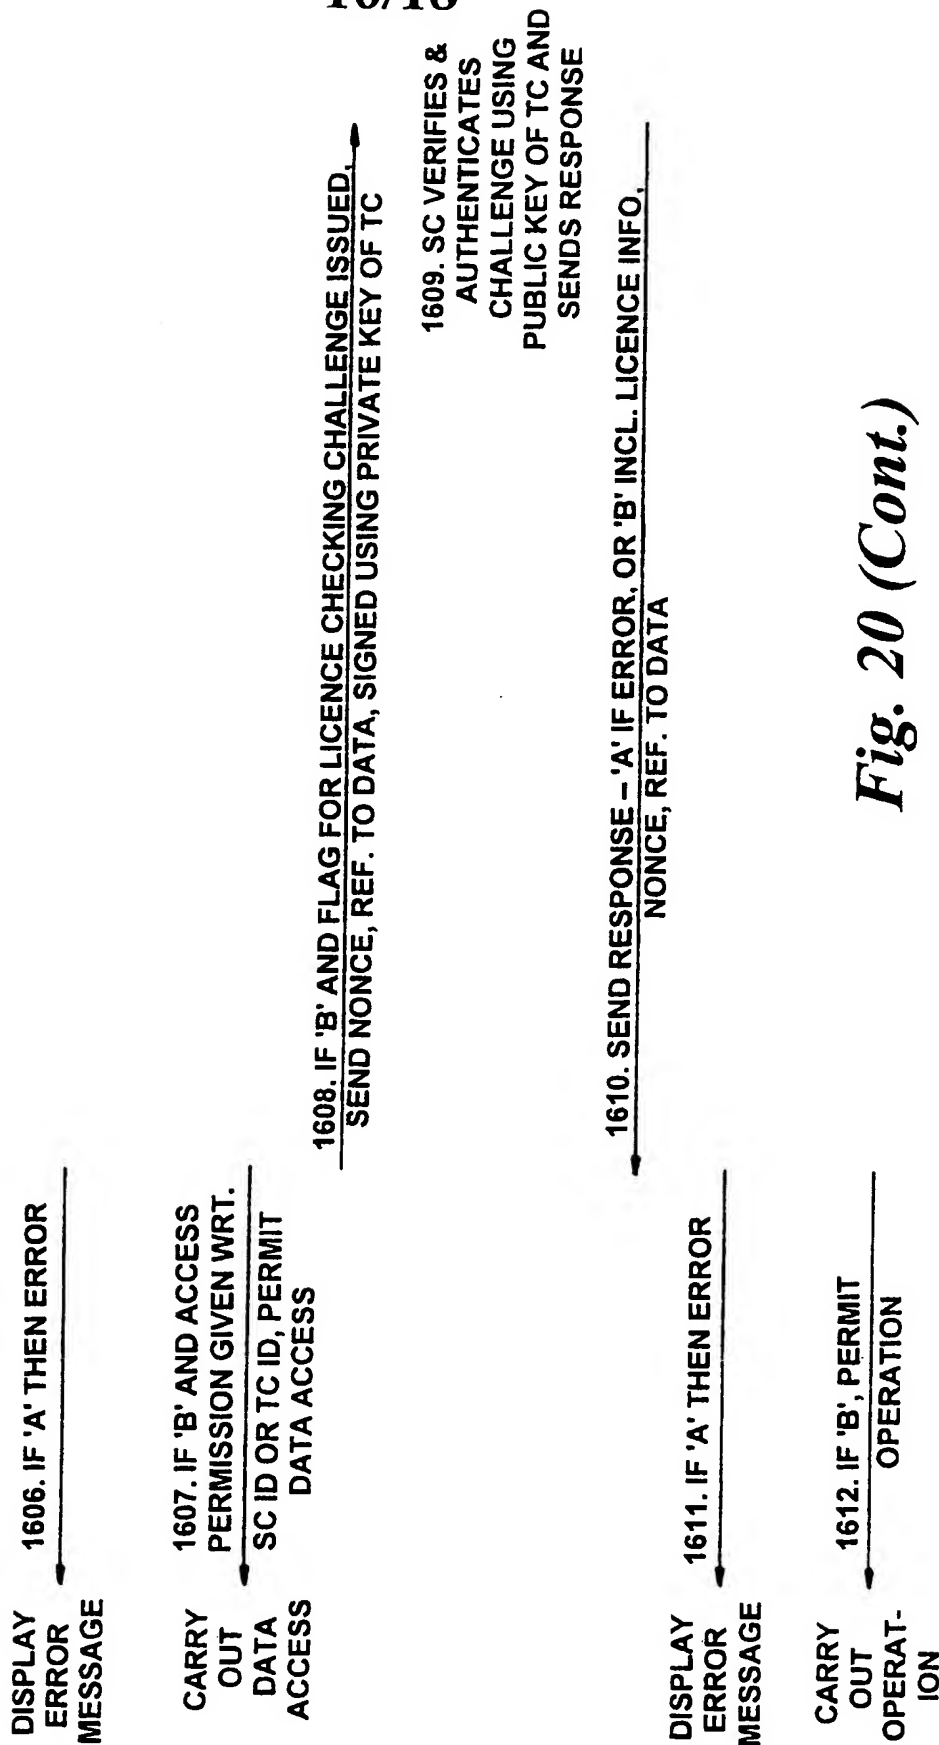 16/18
1606. IF 'A' THEN ERROR
DISPLAY
ERROR
MESSAGE
1607. IF 'B' AND ACCESS
PERMISSION GIVEN WRT.
SC ID OR TC ID, PERMIT
DATA ACCESS
CARRY
OUT
DATA
ACCESS
1608. IF 'B' AND FLAG FOR LICENCE CHECKING CHALLENGE ISSUED,
SEND NONCE, REF. TO DATA, SIGNED USING PRIVATE KEY OF TC
1609. SC VERIFIES &
AUTHENTICATES
CHALLENGE USING
PUBLIC KEY OF TC AND
SENDS RESPONSE
1610. SEND RESPONSE – 'A' IF ERROR, OR 'B' INCL. LICENCE INFO,
NONCE, REF. TO DATA
1611. IF 'A' THEN ERROR
DISPLAY
ERROR
MESSAGE
1612. IF 'B', PERMIT
OPERATION
CARRY
OUT
OPERAT-
ION
Fig. 20 (Cont.)